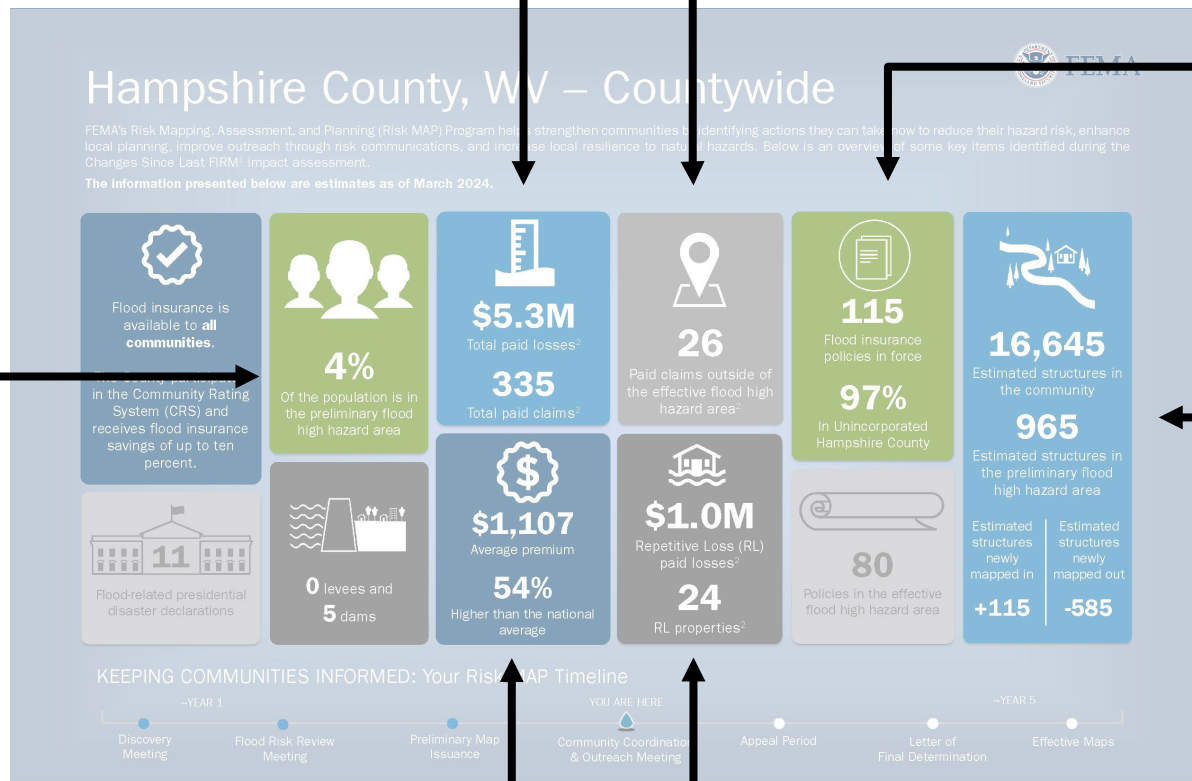 Hampshire County, WV – Countywide
FEMA
FEMA's Risk Mapping, Assessment, and Planning (Risk MAP) Program helps strengthen communities by identifying actions they can take now to reduce their hazard risk, enhance
local planning, improve outreach through risk communications, and increase local resilience to natural hazards. Below is an overview of some key items identified during the
Changes Since Last FIRM¹ impact assessment.
The information presented below are estimates as of March 2024.
Flood insurance is
available to all
communities.
The County participates
in the Community Rating
System (CRS) and
receives flood insurance
savings of up to ten
percent.
11
Flood-related presidential
disaster declarations
4%
Of the population is in
the preliminary flood
high hazard area
0 levees and
5 dams
$5.3M
Total paid losses²
335
Total paid claims²
$
$1,107
Average premium
54%
Higher than the national
average
26
Paid claims outside of
the effective flood high
hazard area²
$1.0M
Repetitive Loss (RL)
paid losses²
24
RL properties²
115
Flood insurance
policies in force
97%
In Unincorporated
Hampshire County
80
Policies in the effective
flood high hazard area
16,645
Estimated structures in
the community
965
Estimated structures in
the preliminary flood
high hazard area
Estimated
structures
newly
mapped in
+115
Estimated
structures
newly
mapped out
-585
KEEPING COMMUNITIES INFORMED: Your Risk MAP Timeline
~YEAR 1
YOU ARE HERE
~YEAR 5
Discovery
Meeting
Flood Risk Review
Meeting
Preliminary Map
Issuance
Community Coordination
& Outreach Meeting
Appeal Period
Letter of
Final Determination
Effective Maps